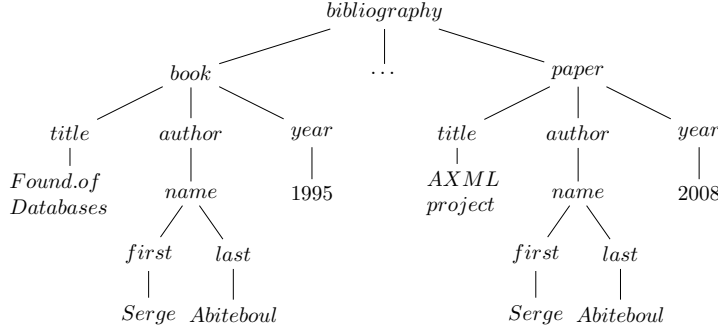 bibliography
book
...
paper
title
author
year
title
author
year
Found.of
Databases
name
1995
AXML
project
name
2008
first
last
first
last
Serge
Abiteboul
Serge
Abiteboul